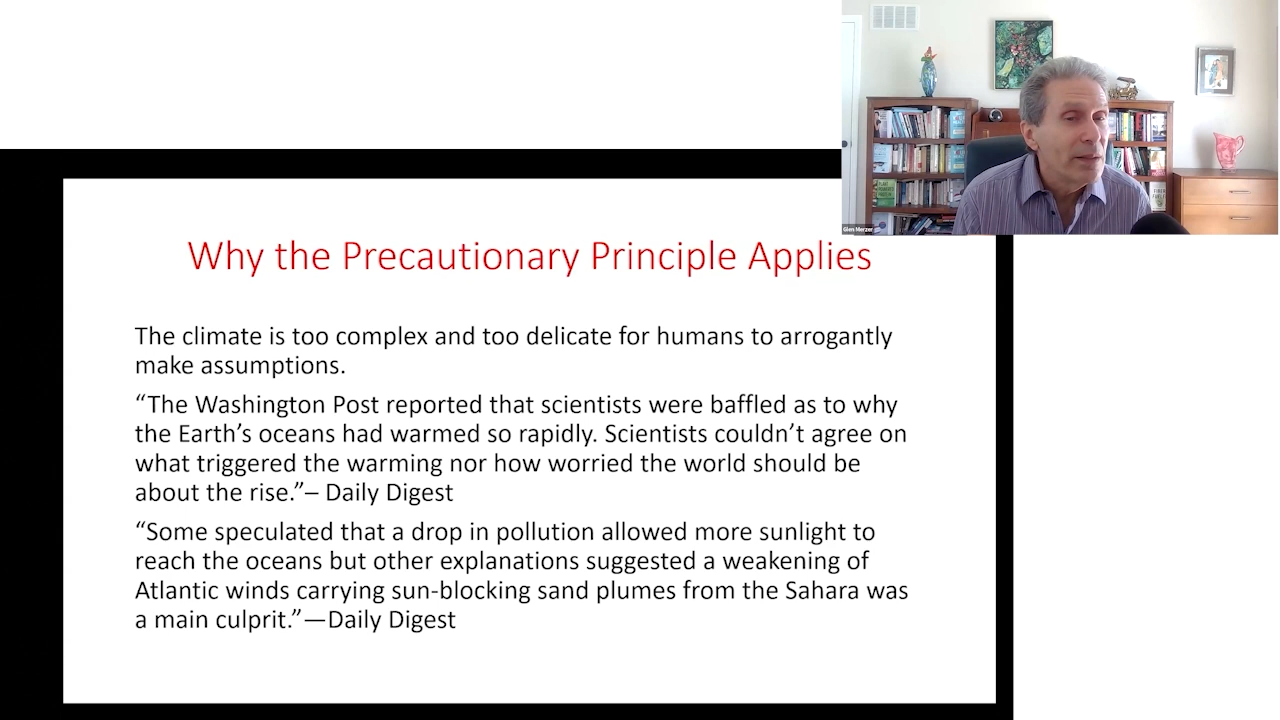 Glen Merzer
Why the Precautionary Principle Applies
The climate is too complex and too delicate for humans to arrogantly
make assumptions.
“The Washington Post reported that scientists were baffled as to why
the Earth’s oceans had warmed so rapidly. Scientists couldn’t agree on
what triggered the warming nor how worried the world should be
about the rise.”– Daily Digest
“Some speculated that a drop in pollution allowed more sunlight to
reach the oceans but other explanations suggested a weakening of
Atlantic winds carrying sun-blocking sand plumes from the Sahara was
a main culprit.”—Daily Digest